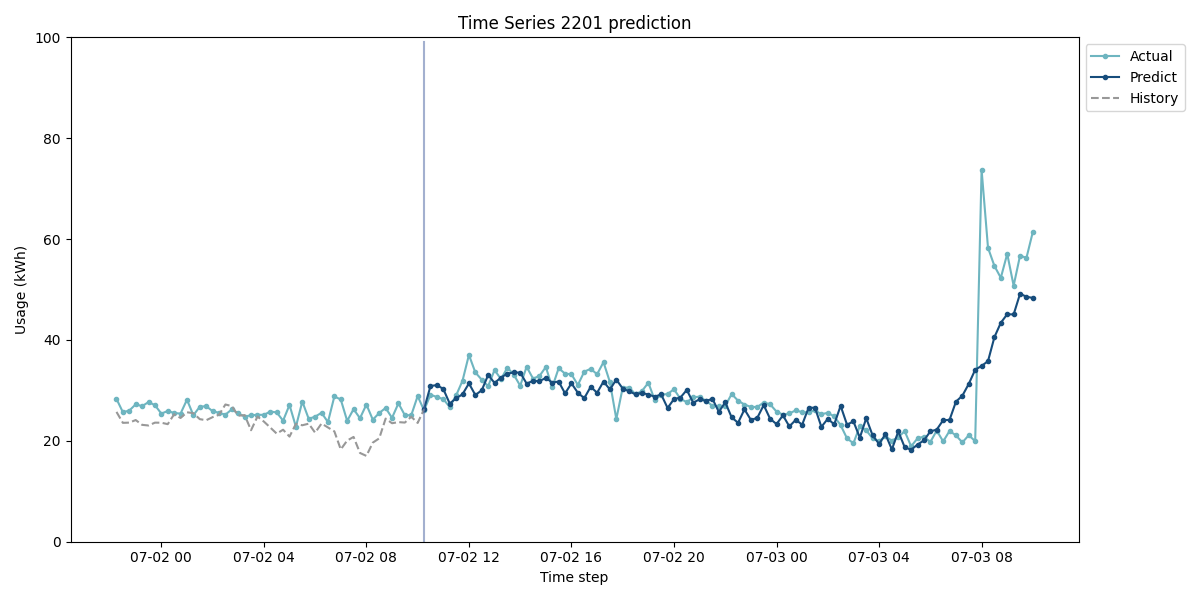 Time Series 2201 prediction
100
80
60
40
20
0
Usage (kWh)
07-02 00
07-02 04
07-02 08
07-02 12
07-02 16
07-02 20
07-03 00
07-03 04
07-03 08
Time step
Actual
Predict
History